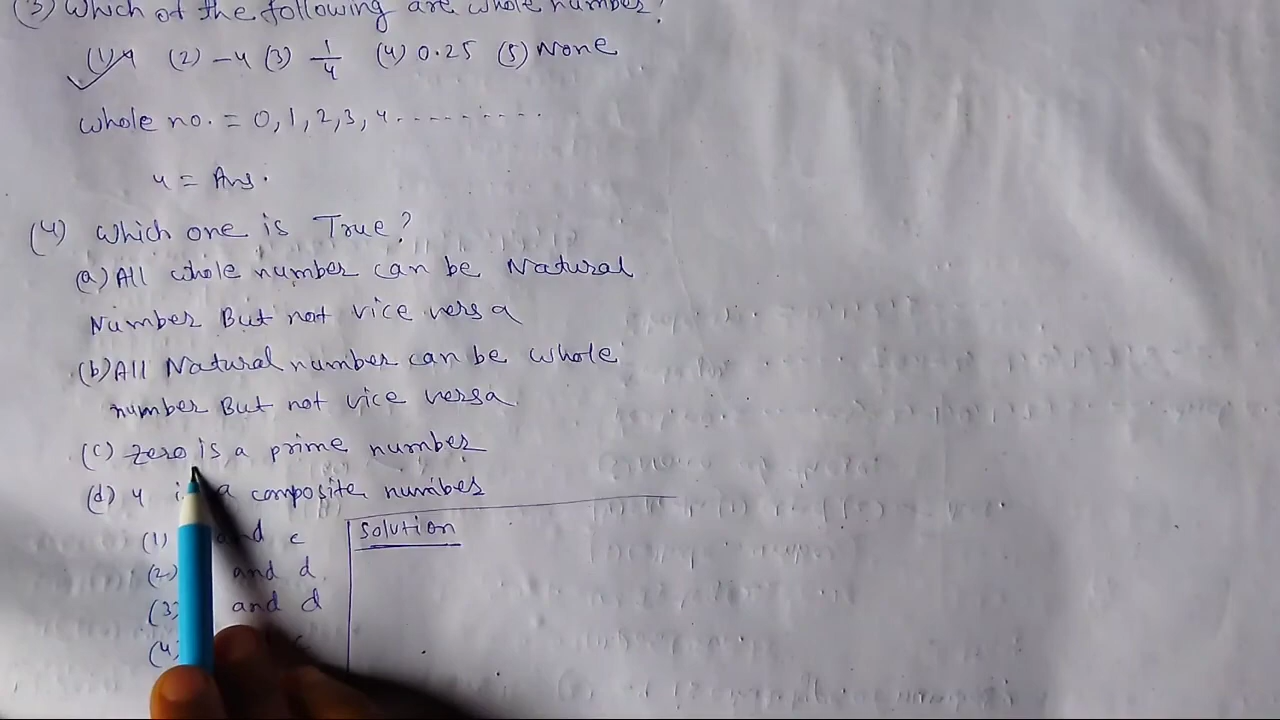 (3) Which of the following are whole number?
(1) 4 (2) -4 (3) 1/4 (4) 0.25 (5) None
whole no. = 0, 1, 2, 3, 4. - - - - - - - - -
4 = Ans.
(4) Which one is True?
(a) All whole number can be Natural
Number But not vice versa
(b) All Natural number can be whole
number But not vice versa
(c) Zero is a prime number
(d) 4 a composite number
(1) and c
(2) and d
(3) and d
(4) c
Solution